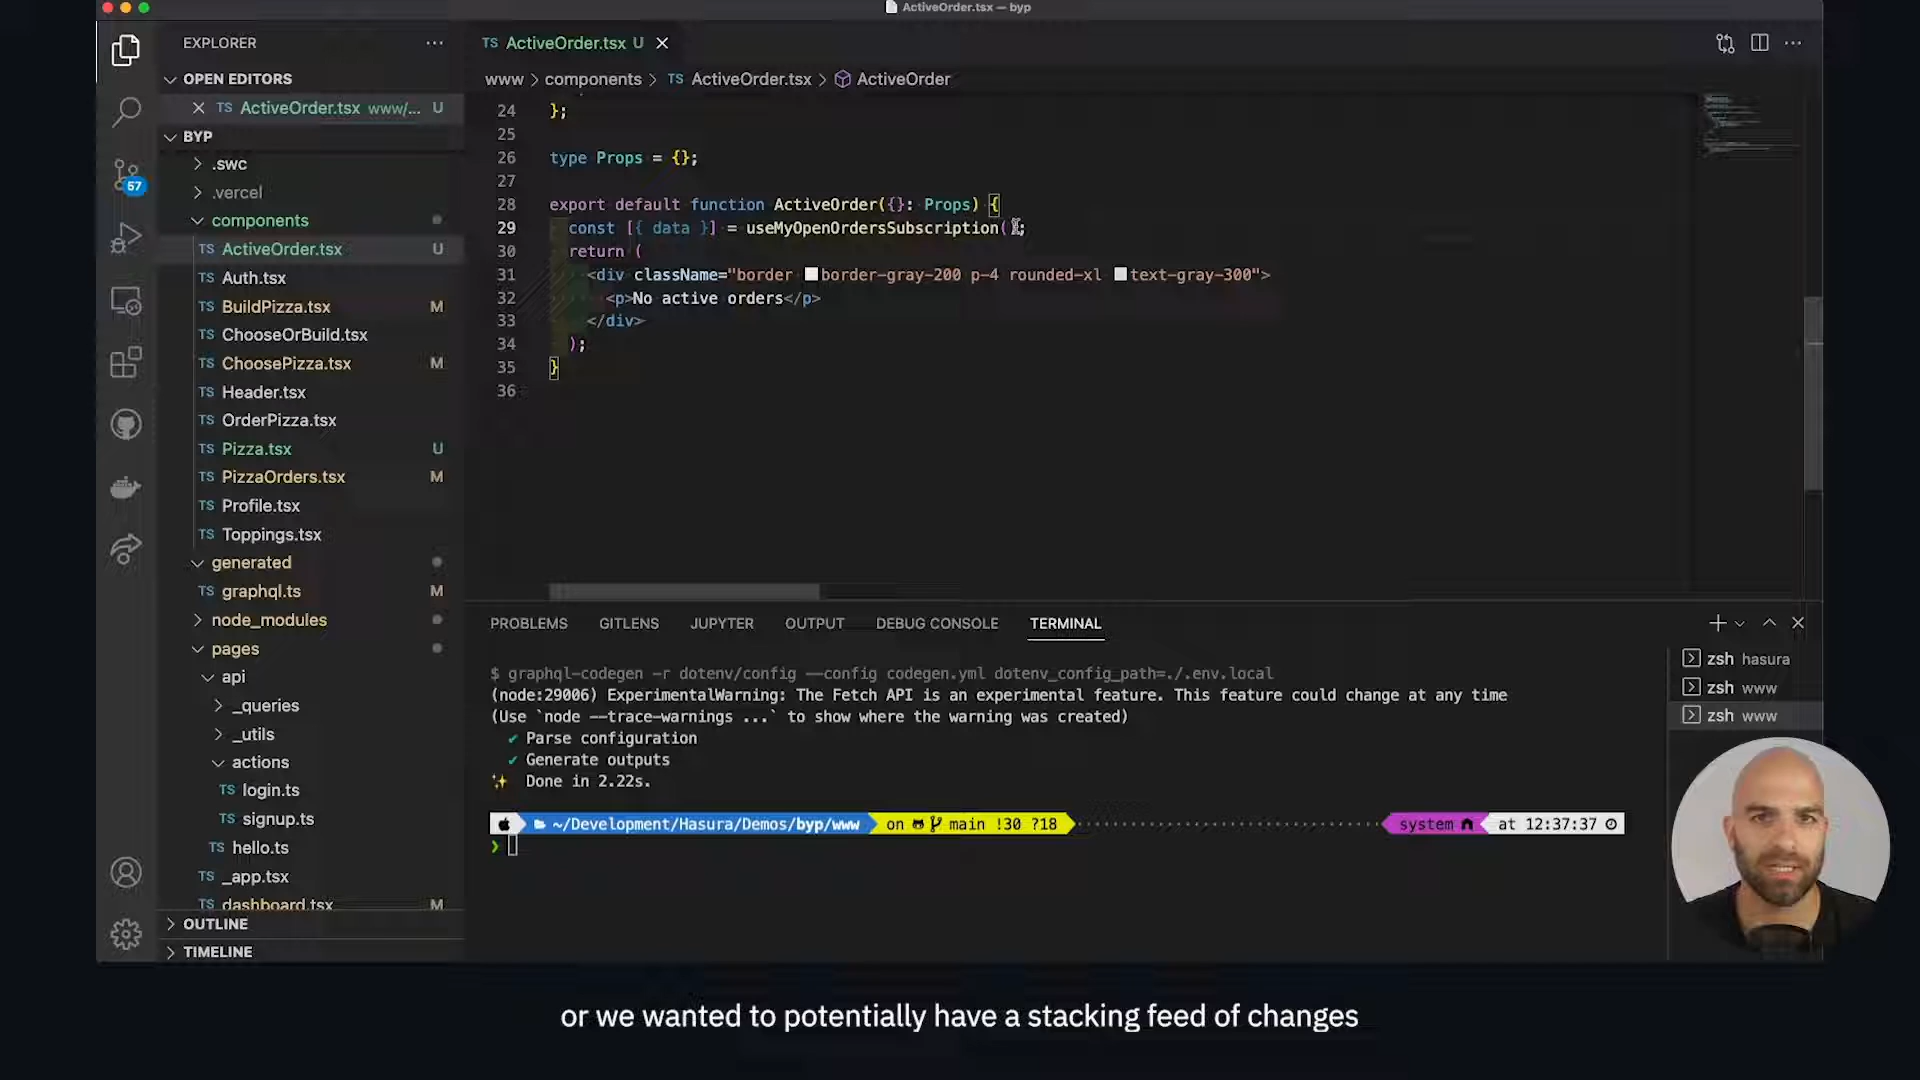 ActiveOrder.tsx — byp
EXPLORER
TS ActiveOrder.tsx U
OPEN EDITORS
www > components > TS ActiveOrder.tsx > ActiveOrder
TS ActiveOrder.tsx www/... U
BYP
.swc
57
.vercel
components
TS ActiveOrder.tsx U
TS Auth.tsx
TS BuildPizza.tsx M
TS ChooseOrBuild.tsx
TS ChoosePizza.tsx M
TS Header.tsx
TS OrderPizza.tsx
TS Pizza.tsx U
TS PizzaOrders.tsx M
TS Profile.tsx
TS Toppings.tsx
generated
TS graphql.ts M
node_modules
pages
api
_queries
_utils
actions
TS login.ts
TS signup.ts
TS hello.ts
TS _app.tsx
TS dashboard.tsx M
OUTLINE
TIMELINE
24 };
25
26 type Props = {};
27
28 export default function ActiveOrder({}: Props) {
29 const [{ data }] = useMyOpenOrdersSubscription();
30 return (
31 <div className="border border-gray-200 p-4 rounded-xl text-gray-300">
32 <p>No active orders</p>
33 </div>
34 );
35 }
36
PROBLEMS GITLENS JUPYTER OUTPUT DEBUG CONSOLE TERMINAL
$ graphql-codegen -r dotenv/config --config codegen.yml dotenv_config_path=./.env.local
(node:29006) ExperimentalWarning: The Fetch API is an experimental feature. This feature could change at any time
(Use `node --trace-warnings ...` to show where the warning was created)
✔ Parse configuration
✔ Generate outputs
✨ Done in 2.22s.
~/Development/Hasura/Demos/byp/www on main !30 ?18 system at 12:37:37
❯
zsh hasura
zsh www
zsh www
or we wanted to potentially have a stacking feed of changes